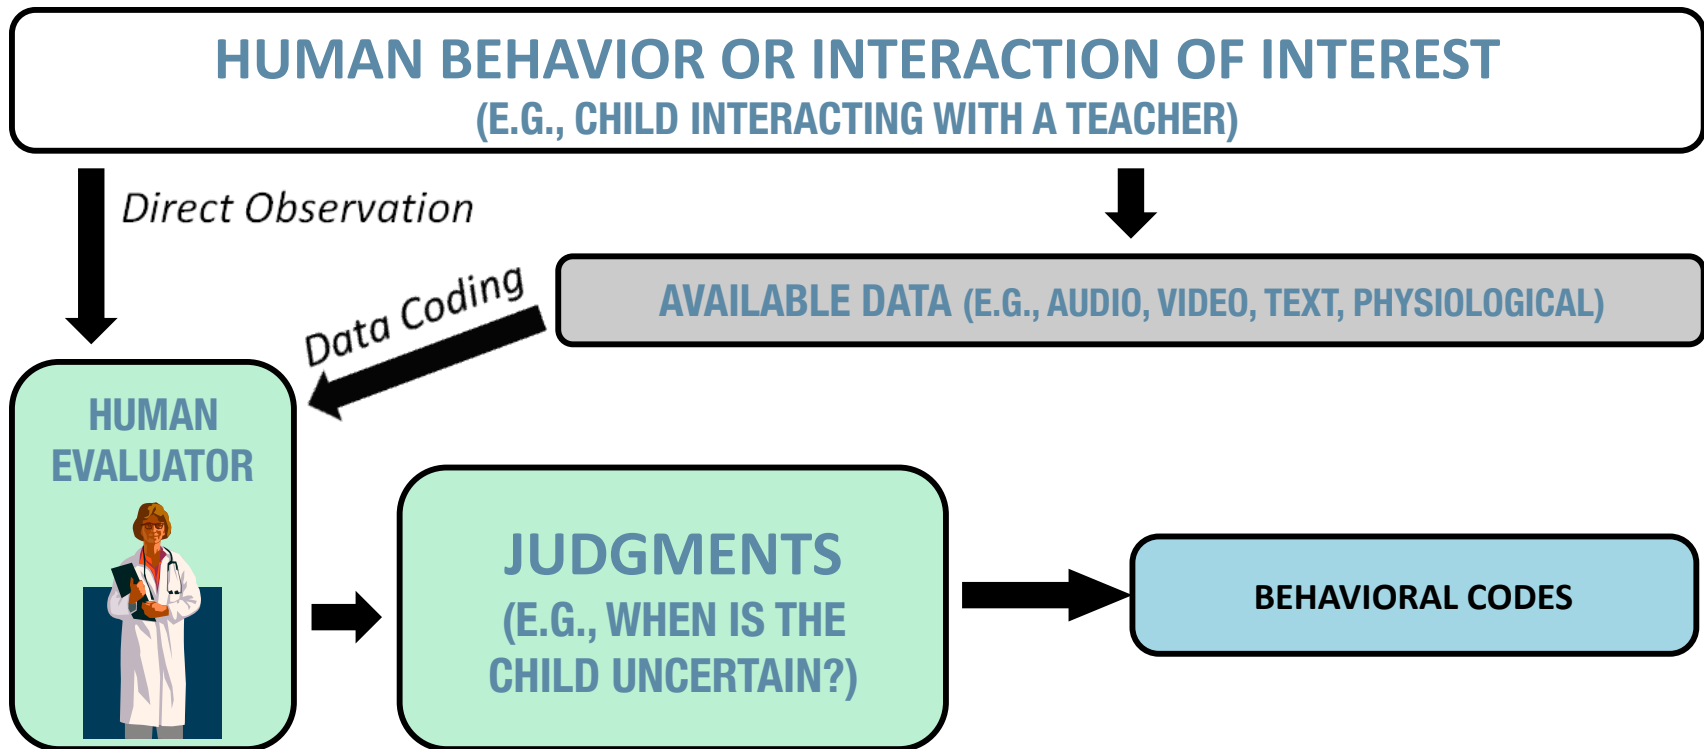 HUMAN BEHAVIOR OR INTERACTION OF INTEREST
(E.G., CHILD INTERACTING WITH A TEACHER)
Direct Observation
Data Coding
AVAILABLE DATA (E.G., AUDIO, VIDEO, TEXT, PHYSIOLOGICAL)
HUMAN
EVALUATOR
JUDGMENTS
(E.G., WHEN IS THE
CHILD UNCERTAIN?)
BEHAVIORAL CODES